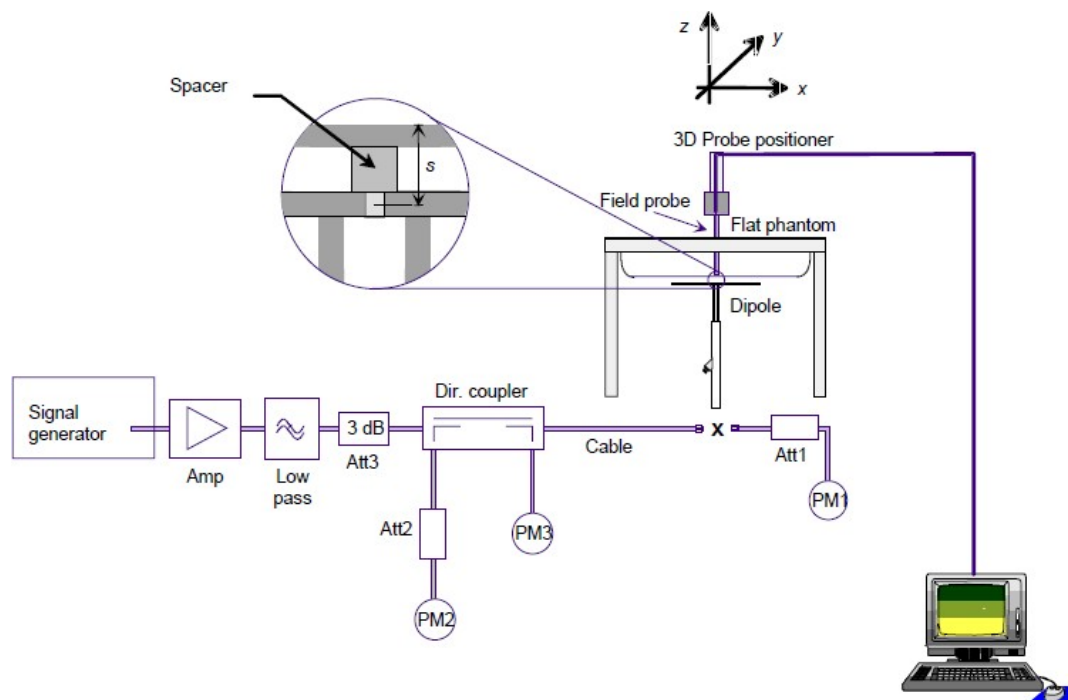 z
y
x
Spacer
s
3D Probe positioner
Field probe
Flat phantom
Dipole
Signal
generator
Amp
Low
pass
3 dB
Att3
Dir. coupler
Cable
X
Att1
PM1
Att2
PM3
PM2